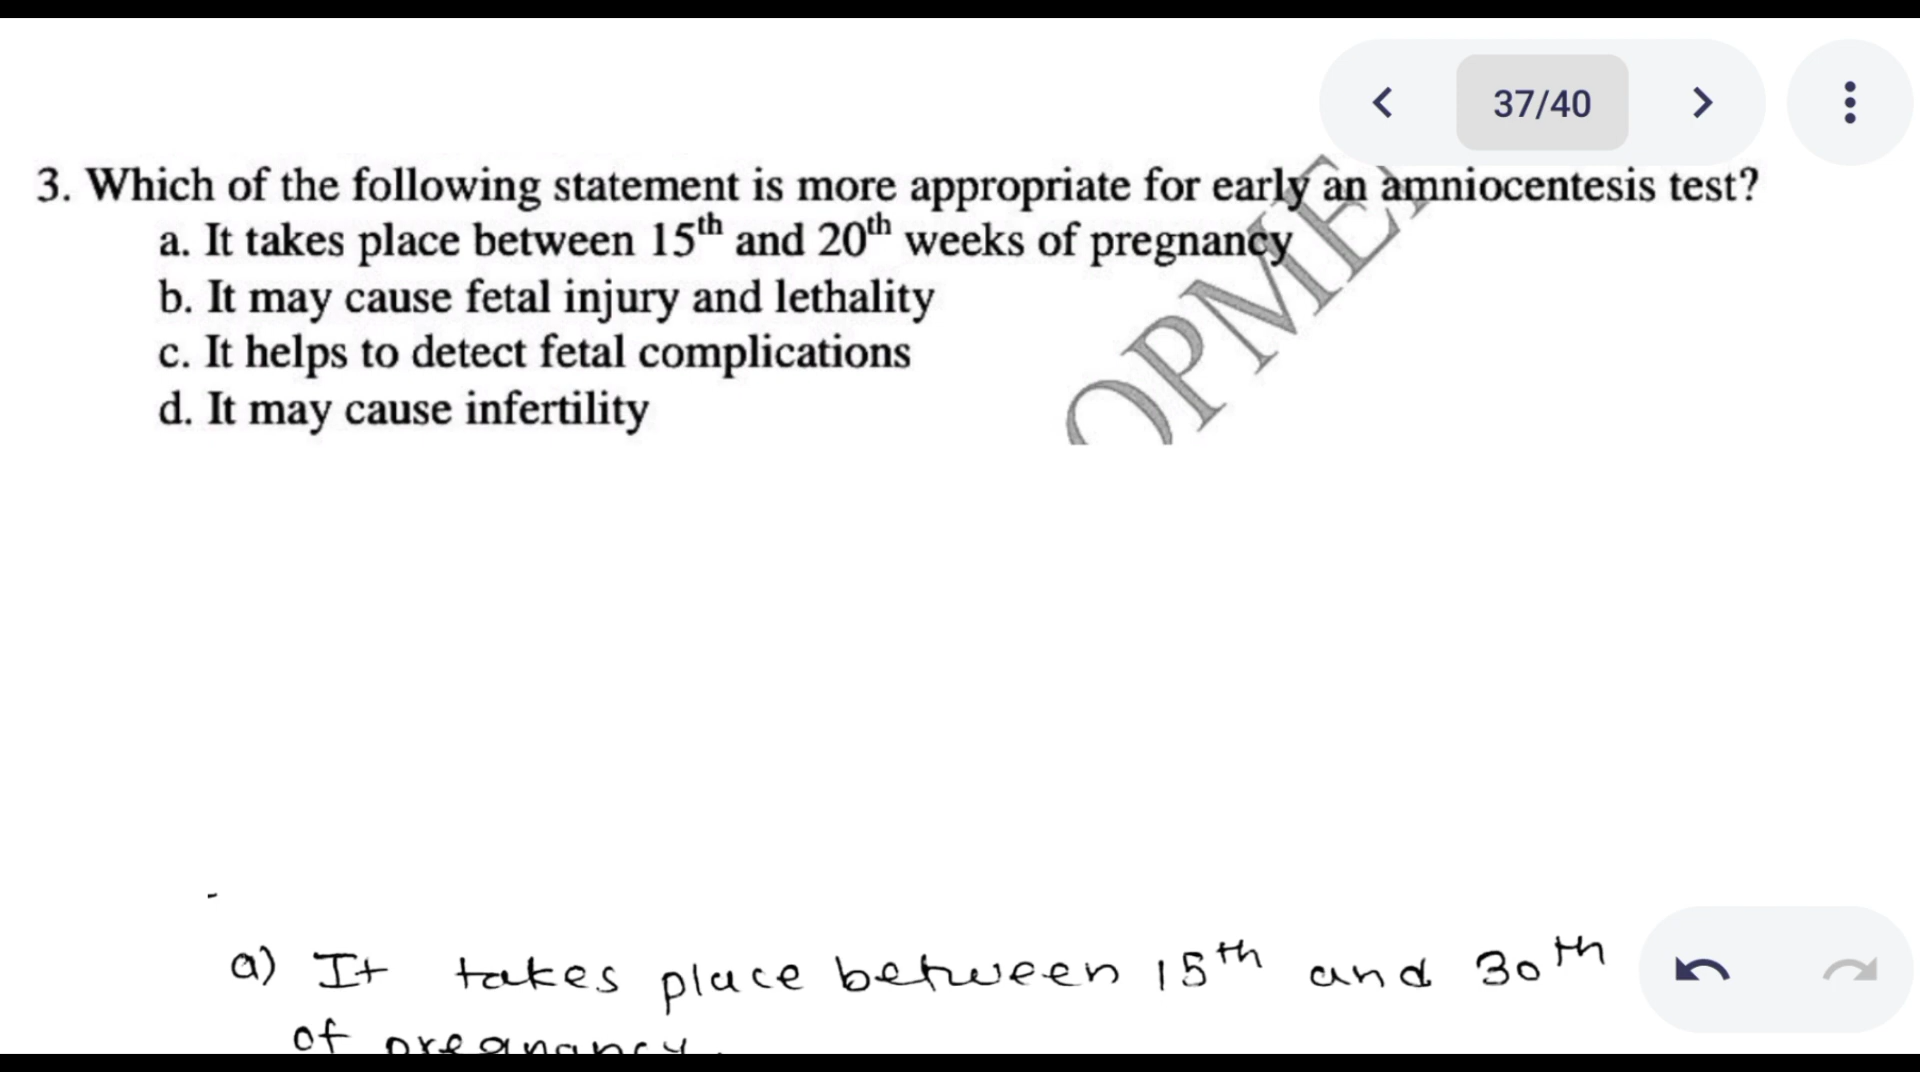 37/40
3. Which of the following statement is more appropriate for early an amniocentesis test?
a. It takes place between 15th and 20th weeks of pregnancy
b. It may cause fetal injury and lethality
c. It helps to detect fetal complications
d. It may cause infertility
OPME
a) It takes place between 15th and 30th
of pregnancy.